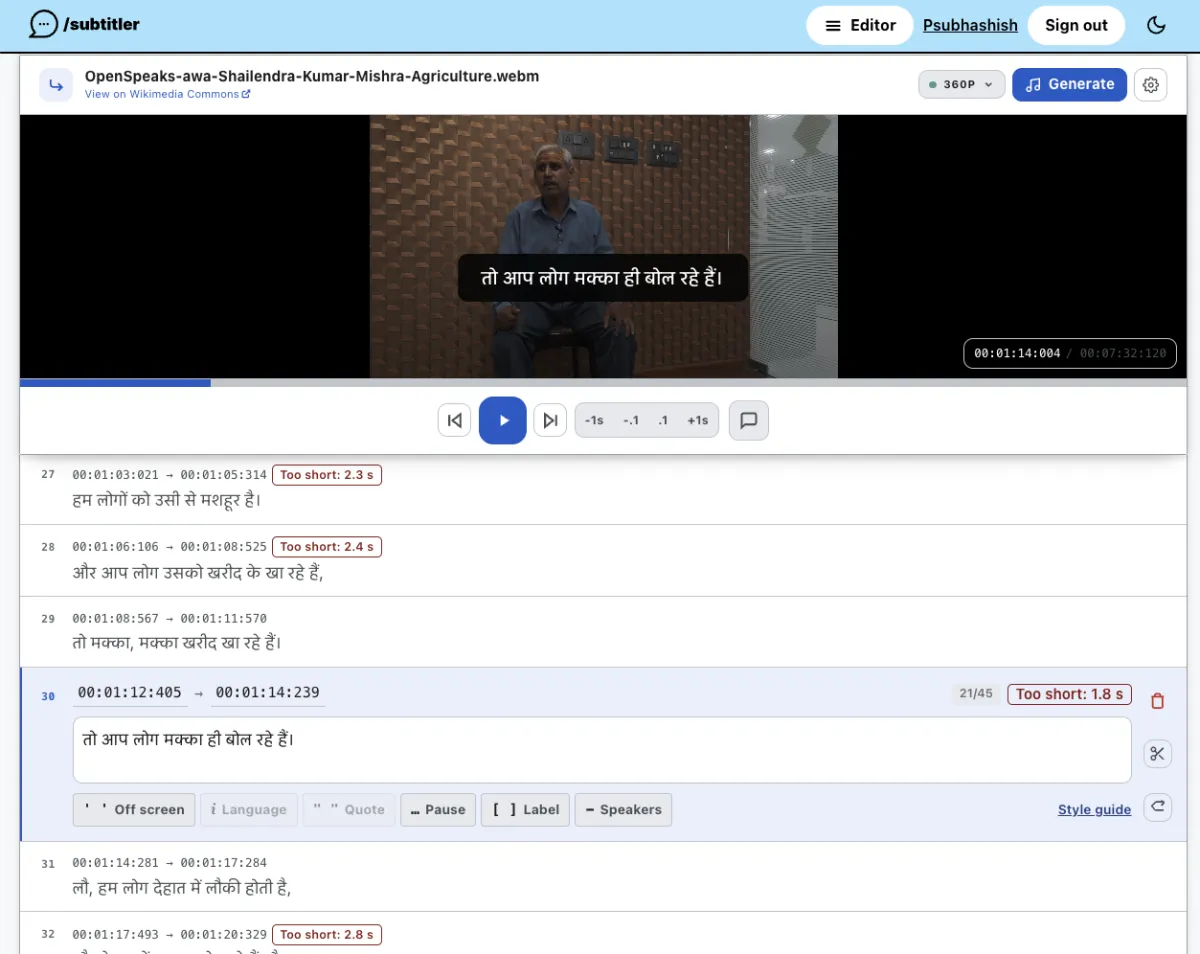 /subtitler
Editor
Psubhashish
Sign out
OpenSpeaks-awa-Shailendra-Kumar-Mishra-Agriculture.webm
View on Wikimedia Commons
360P
Generate
तो आप लोग मक्का ही बोल रहे हैं।
00:01:14:004 / 00:07:32:120
-1s -.1 .1 +1s
27 00:01:03:021 → 00:01:05:314 Too short: 2.3 s
हम लोगों को उसी से मशहूर है।
28 00:01:06:106 → 00:01:08:525 Too short: 2.4 s
और आप लोग उसको खरीद के खा रहे हैं,
29 00:01:08:567 → 00:01:11:570
तो मक्का, मक्का खरीद खा रहे हैं।
30 00:01:12:405 → 00:01:14:239 21/45 Too short: 1.8 s
तो आप लोग मक्का ही बोल रहे हैं।
' ' Off screen i Language " " Quote … Pause [ ] Label – Speakers Style guide
31 00:01:14:281 → 00:01:17:284
लौ, हम लोग देहात में लौकी होती है,
32 00:01:17:493 → 00:01:20:329 Too short: 2.8 s